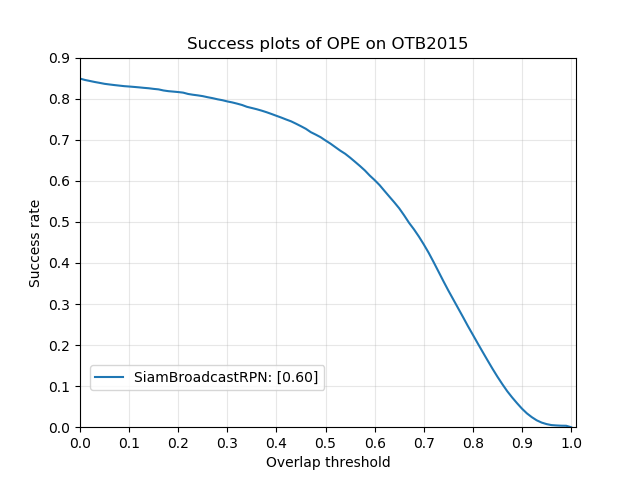 Success plots of OPE on OTB2015
Success rate
0.9
0.8
0.7
0.6
0.5
0.4
0.3
0.2
0.1
0.0
SiamBroadcastRPN: [0.60]
0.0 0.1 0.2 0.3 0.4 0.5 0.6 0.7 0.8 0.9 1.0
Overlap threshold